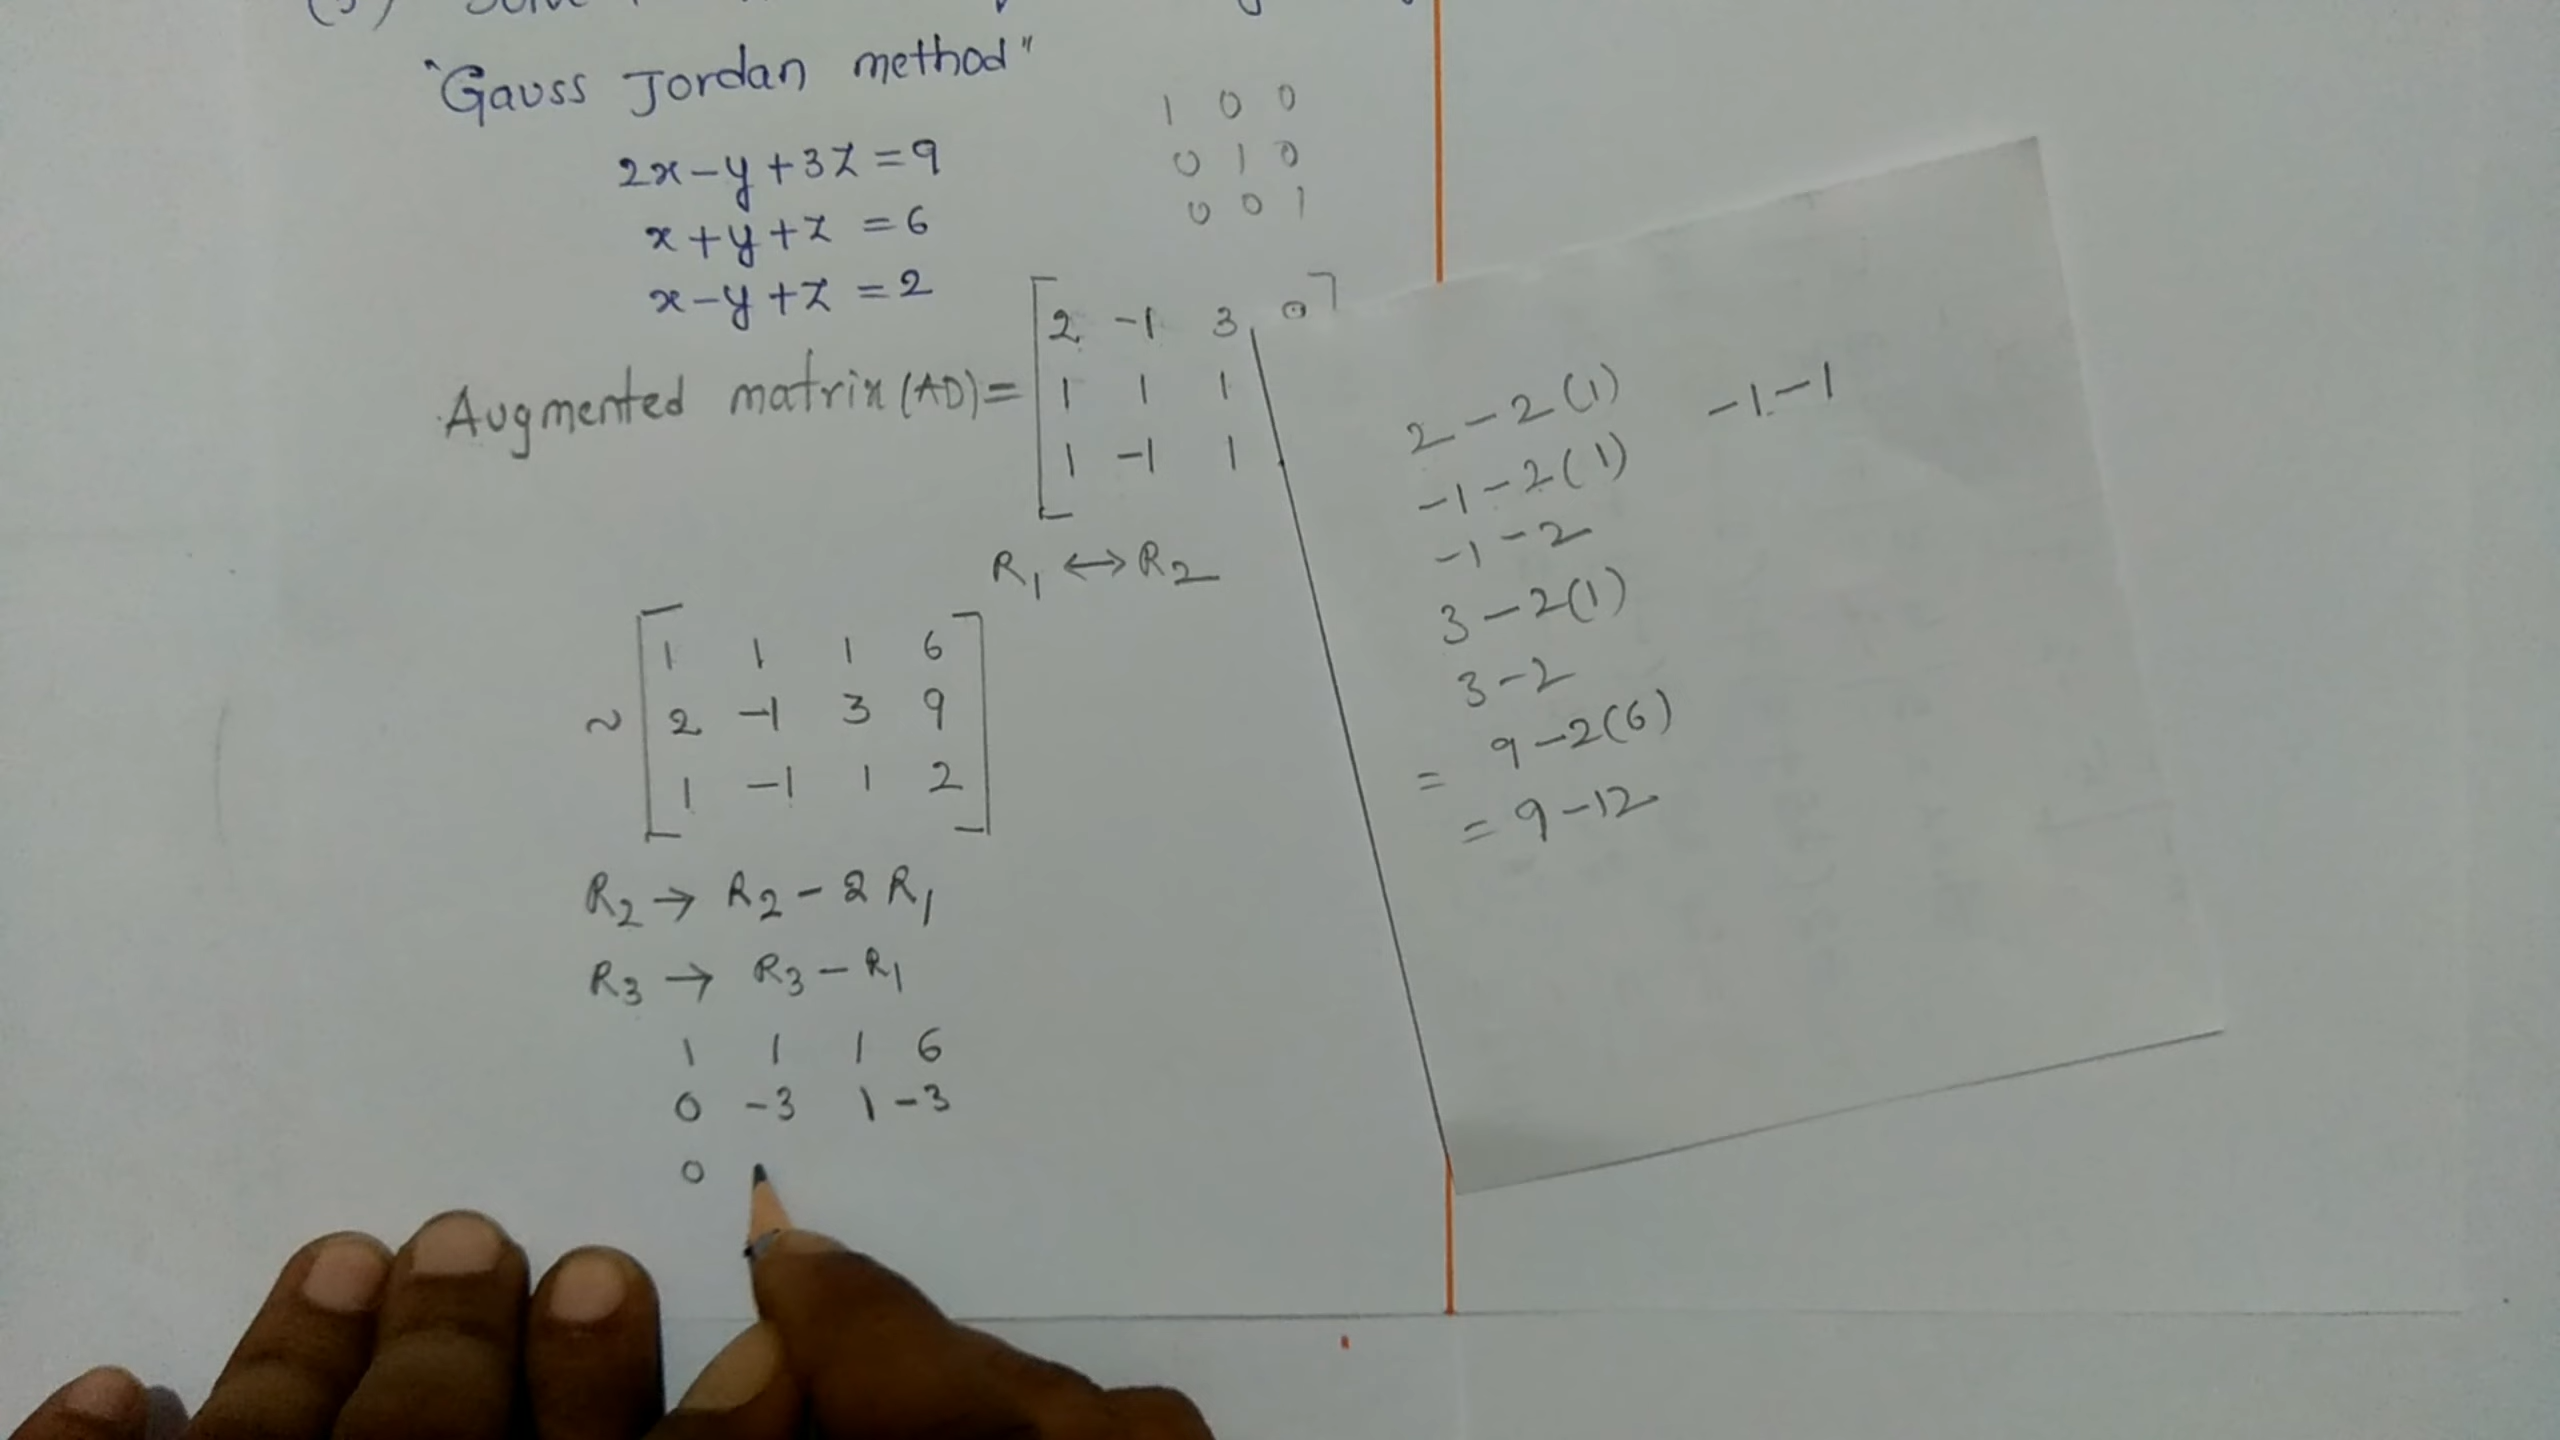 "Gauss Jordan method"
2x-y+3z=9
x+y+z=6
x-y+z=2
1 0 0
0 1 0
0 0 1
Augmented matrix (AD)=
2 -1 3
1 1 1
1 -1 1
R1 ↔ R2
~
1 1 1 6
2 -1 3 9
1 -1 1 2
R2 → R2 - 2R1
R3 → R3 - R1
1 1 1 6
0 -3 1 -3
0
2-2(1) -1-1
-1-2(1)
-1-2
3-2(1)
3-2
= 9-2(6)
= 9-12